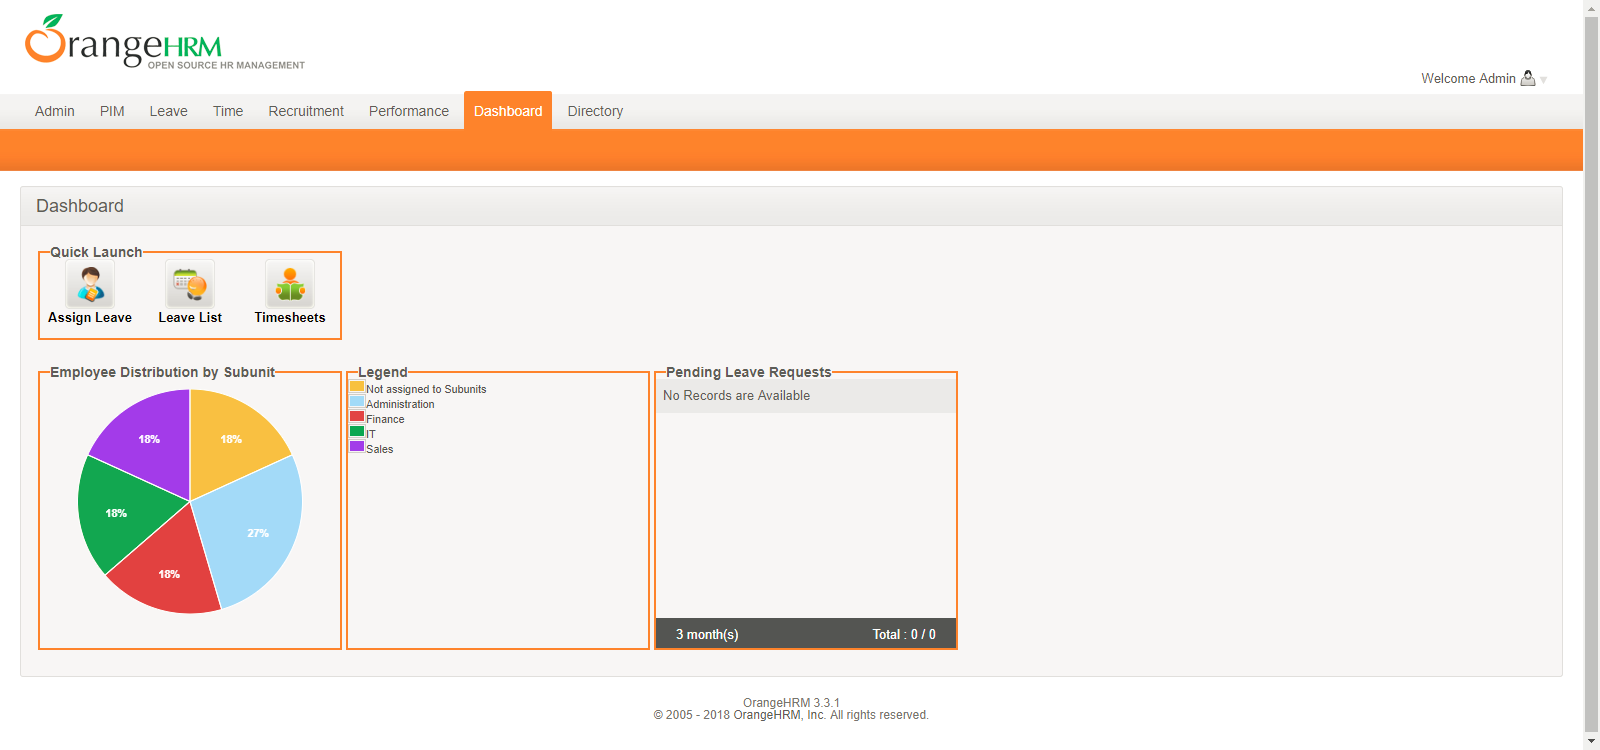 OrangeHRM
OPEN SOURCE HR MANAGEMENT
Welcome Admin
Admin PIM Leave Time Recruitment Performance Dashboard Directory
Dashboard
Quick Launch
Assign Leave Leave List Timesheets
Employee Distribution by Subunit
18% 18%
27%
18%
18%
Legend
Not assigned to Subunits
Administration
Finance
IT
Sales
Pending Leave Requests
No Records are Available
3 month(s) Total : 0 / 0
OrangeHRM 3.3.1
© 2005 - 2018 OrangeHRM, Inc. All rights reserved.